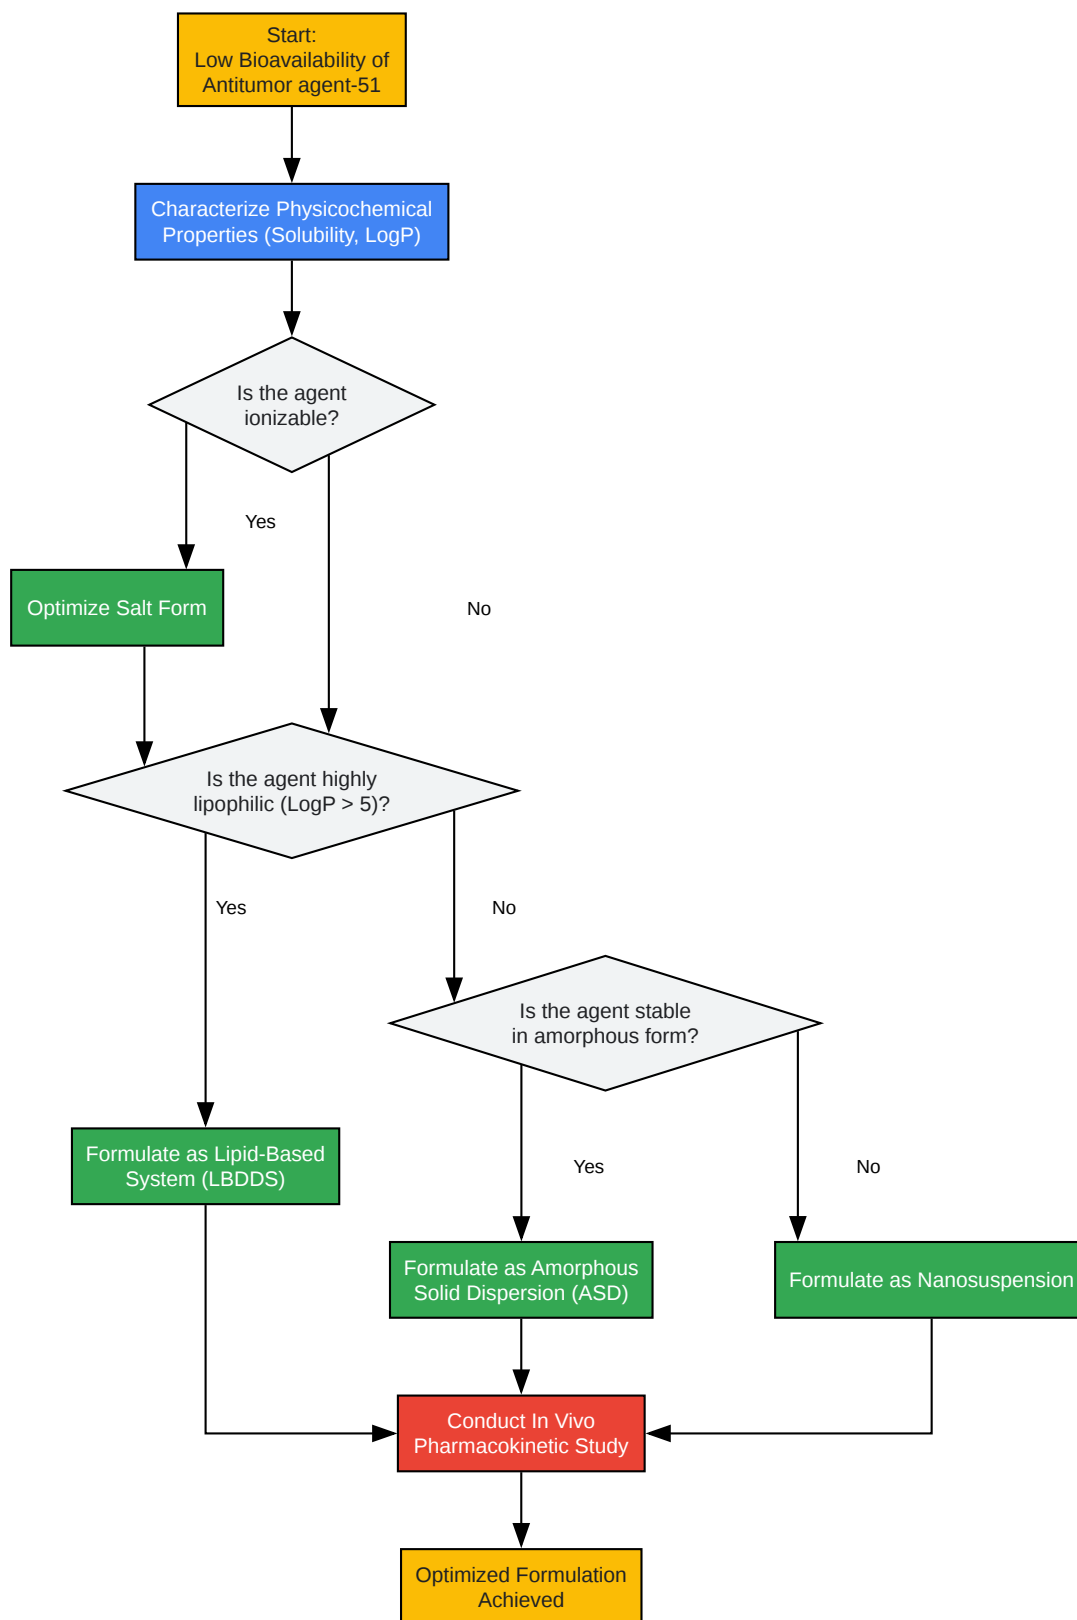 Start:
Low Bioavailability of
Antitumor agent-51
Characterize Physicochemical
Properties (Solubility, LogP)
Is the agent
ionizable?
Yes
Optimize Salt Form
No
Is the agent highly
lipophilic (LogP > 5)?
Yes
No
Is the agent stable
in amorphous form?
Formulate as Lipid-Based
System (LBDDS)
Yes
No
Formulate as Amorphous
Solid Dispersion (ASD)
Formulate as Nanosuspension
Conduct In Vivo
Pharmacokinetic Study
Optimized Formulation
Achieved